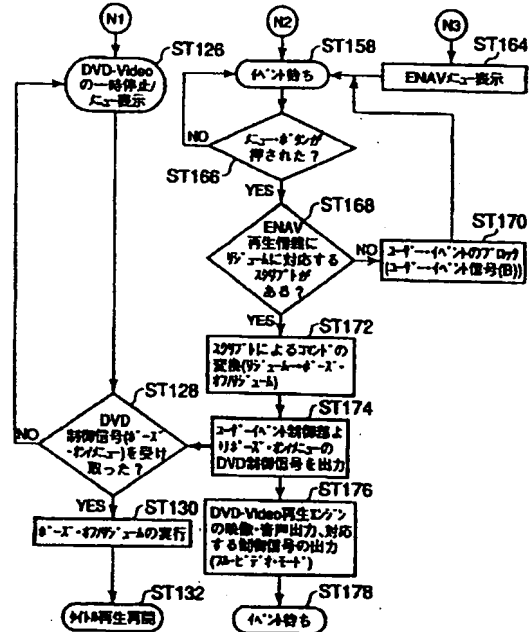 N1
N2
N3
ST126
ST158
ST164
DVD-Video
の一時停止/
メニュー表示
イベント待ち
ENAVメニュー表示
NO
メニュー・ボタンが
押された?
ST166
YES
ST168
ST170
ENAV
再生情報に
リジュームに対応する
スクリプトが
ある?
NO
ユーザー・イベントのブロック
(ユーザー・イベント信号(B))
YES
ST172
スクリプトによるコマンドの
変換(リジューム→ポーズ・
オフ/リジューム)
ST128
ST174
NO
DVD
制御信号(ポーズ
・オン/メニュー)を受け
取った?
ユーザーイベント制御部よ
りポーズ・オン/メニューの
DVD制御信号を出力
YES
ST130
ST176
ポーズ・オフ/リジュームの実行
DVD-Video再生エンジン
の映像・音声出力、対応
する制御信号の出力
(フルービデオ・モード)
ST132
ST178
タイトル再生再開
イベント待ち